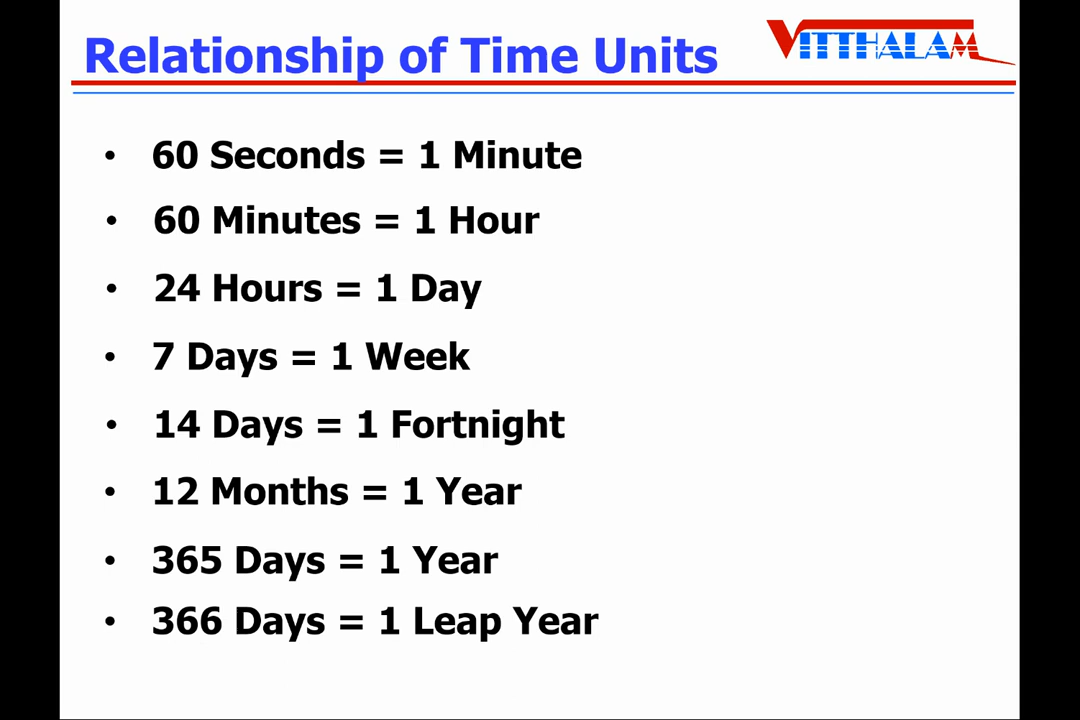 Relationship of Time Units
VITTHALAM
• 60 Seconds = 1 Minute
• 60 Minutes = 1 Hour
• 24 Hours = 1 Day
• 7 Days = 1 Week
• 14 Days = 1 Fortnight
• 12 Months = 1 Year
• 365 Days = 1 Year
• 366 Days = 1 Leap Year